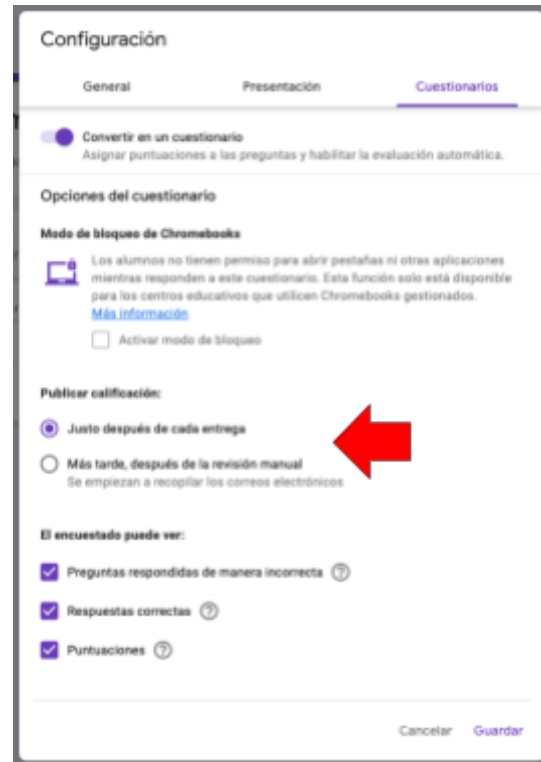 Configuración
General Presentación Cuestionarios
Convertir en un cuestionario
Asignar puntuaciones a las preguntas y habilitar la evaluación automática.
Opciones del cuestionario
Modo de bloqueo de Chromebooks
Los alumnos no tienen permiso para abrir pestañas ni otras aplicaciones
mientras responden a este cuestionario. Esta función solo está disponible
para los centros educativos que utilicen Chromebooks gestionados.
Más información
Activar modo de bloqueo
Publicar calificación:
Justo después de cada entrega
Más tarde, después de la revisión manual
Se empiezan a recopilar los correos electrónicos
El encuestado puede ver:
Preguntas respondidas de manera incorrecta
Respuestas correctas
Puntuaciones
Cancelar Guardar